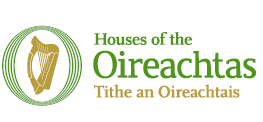 Houses of the
Oireachtas
Tithe an Oireachtais